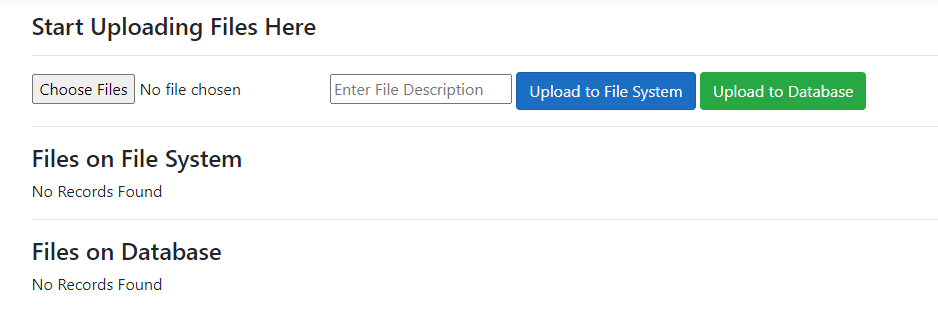 Start Uploading Files Here
Choose Files No file chosen Enter File Description Upload to File System Upload to Database
Files on File System
No Records Found
Files on Database
No Records Found